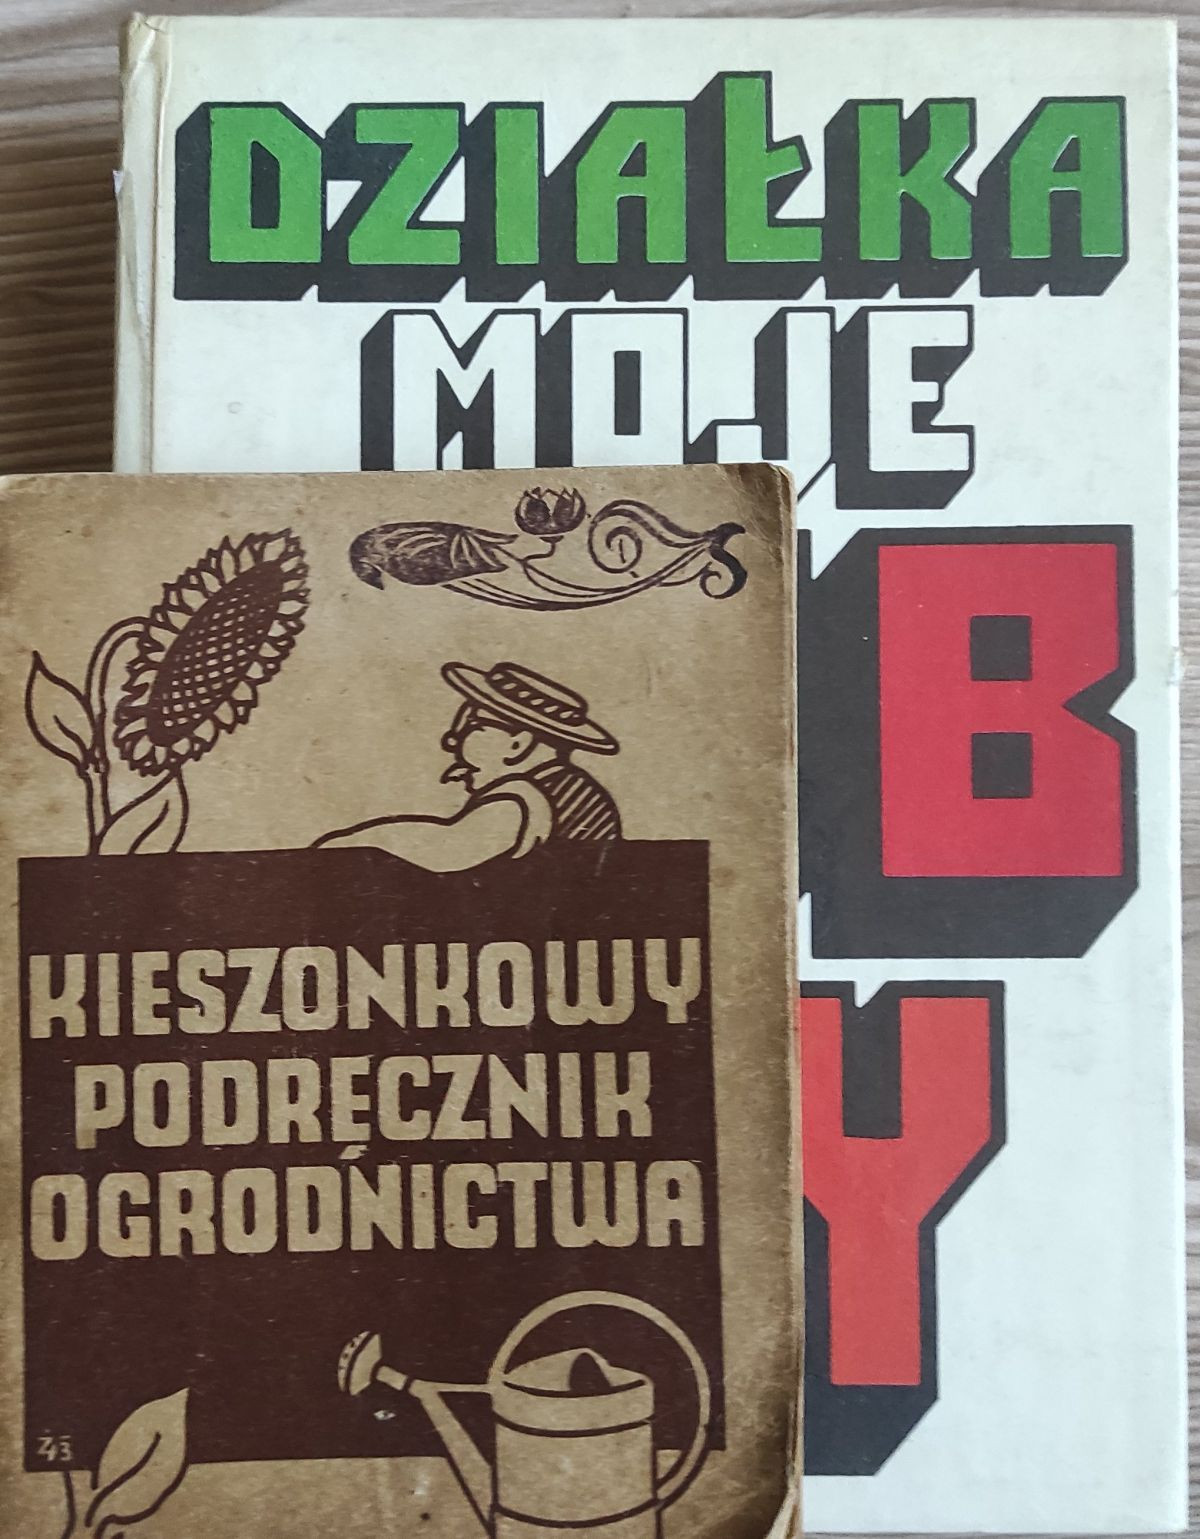 DZIAŁKA
MOJE
B
Y
KIESZONKOWY
PODRĘCZNIK
OGRODNICTWA